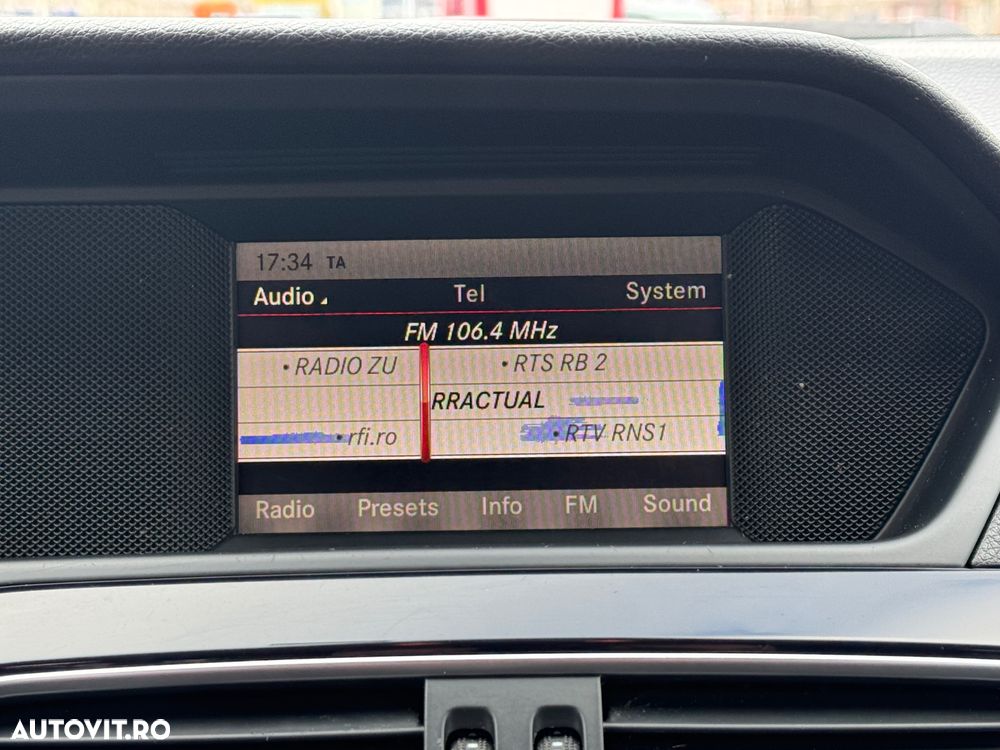 17:34 TA
Audio Tel System
FM 106.4 MHz
• RADIO ZU • RTS RB 2
RRACTUAL
• rfi.ro • RTV RNS1
Radio Presets Info FM Sound
AUTOVIT.RO